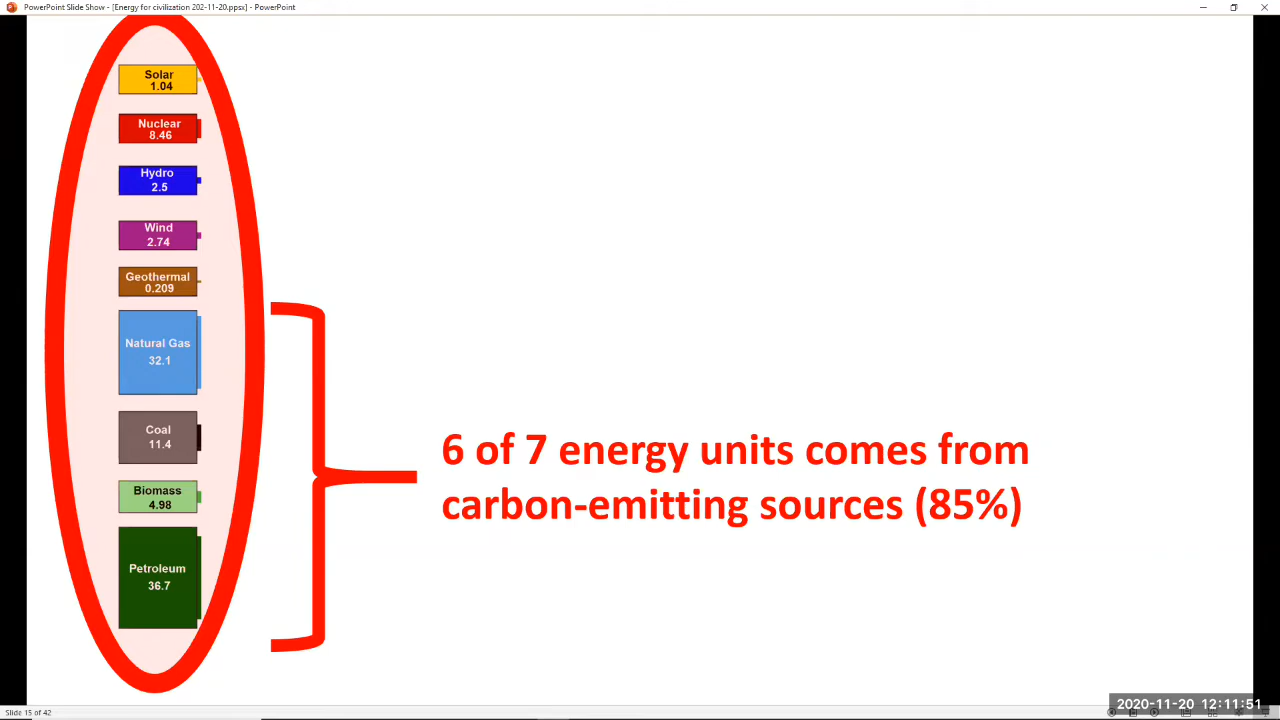 PowerPoint Slide Show - [Energy for civilization 202-11-20.ppsx] - PowerPoint
Solar
1.04
Nuclear
8.46
Hydro
2.5
Wind
2.74
Geothermal
0.209
Natural Gas
32.1
Coal
11.4
Biomass
4.98
Petroleum
36.7
6 of 7 energy units comes from
carbon-emitting sources (85%)
2020-11-20 12:11:51
Slide 15 of 42